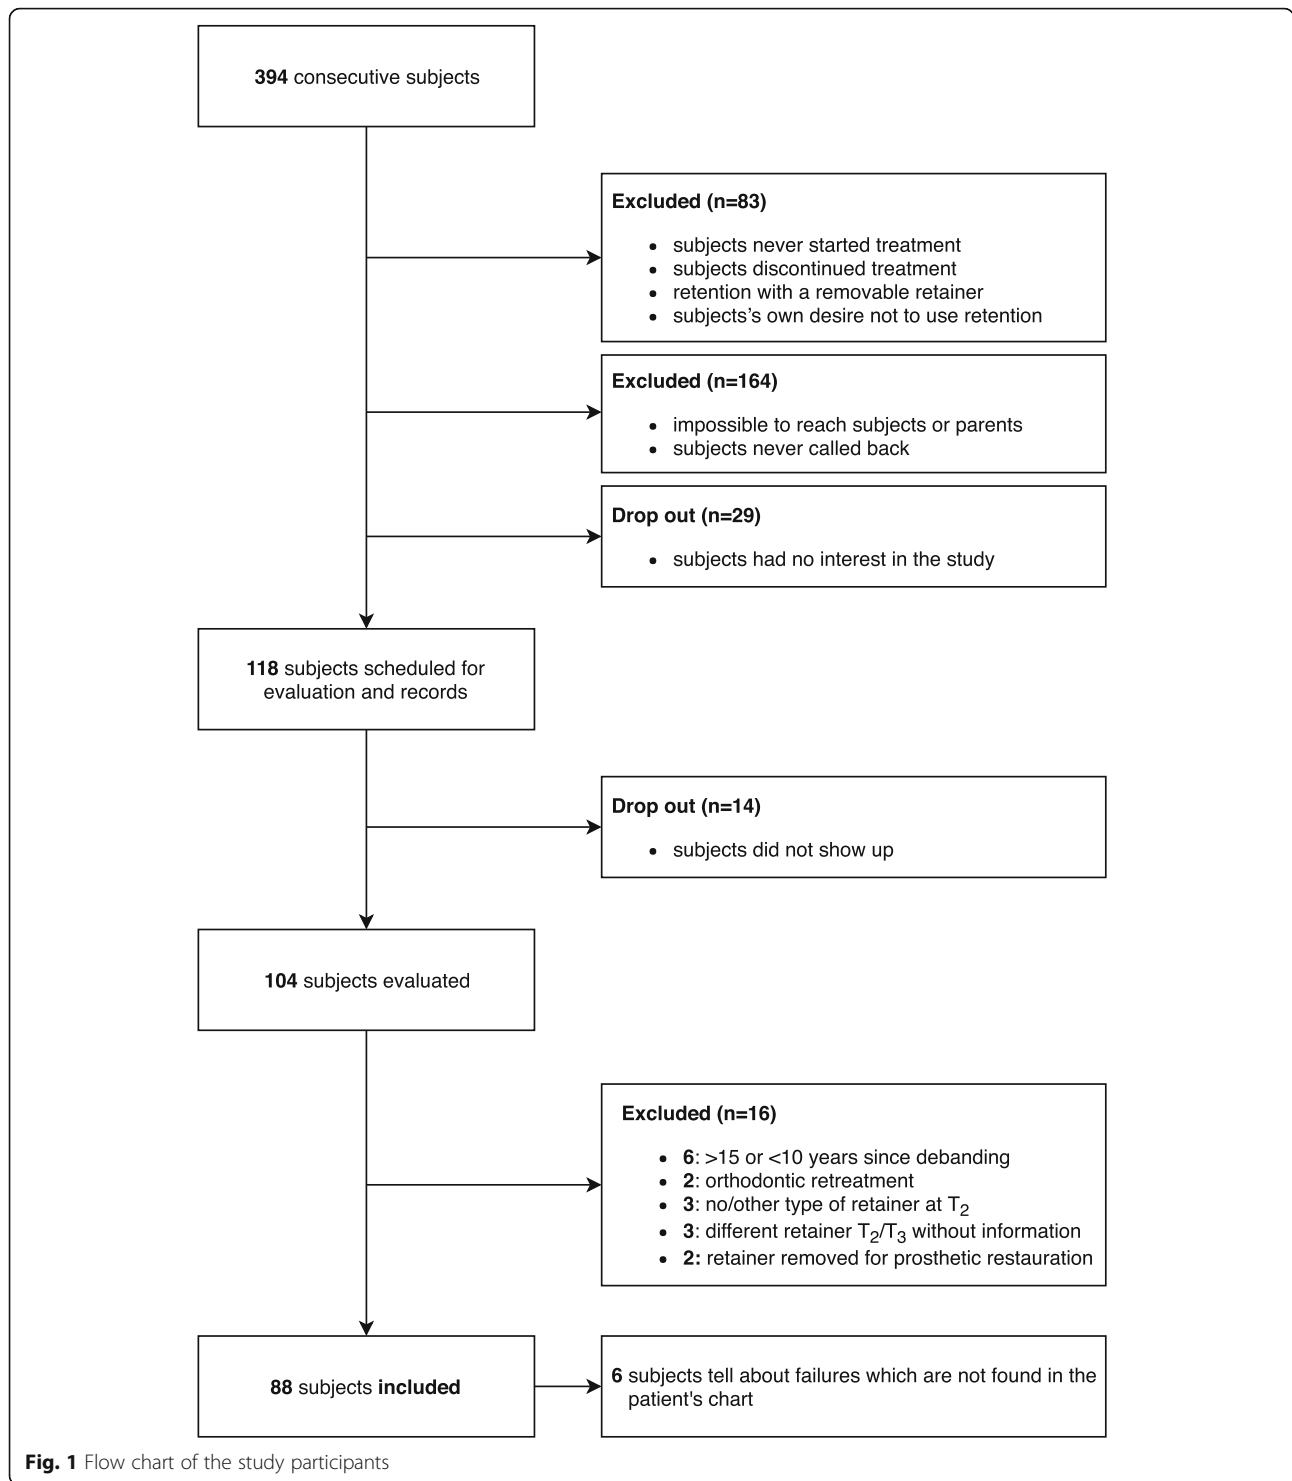 394 consecutive subjects
Excluded (n=83)
• subjects never started treatment
• subjects discontinued treatment
• retention with a removable retainer
• subjects's own desire not to use retention
Excluded (n=164)
• impossible to reach subjects or parents
• subjects never called back
Drop out (n=29)
• subjects had no interest in the study
118 subjects scheduled for
evaluation and records
Drop out (n=14)
• subjects did not show up
104 subjects evaluated
Excluded (n=16)
• 6: >15 or <10 years since debanding
• 2: orthodontic retreatment
• 3: no/other type of retainer at T2
• 3: different retainer T2/T3 without information
• 2: retainer removed for prosthetic restauration
88 subjects included
6 subjects tell about failures which are not found in the
patient's chart
Fig. 1 Flow chart of the study participants